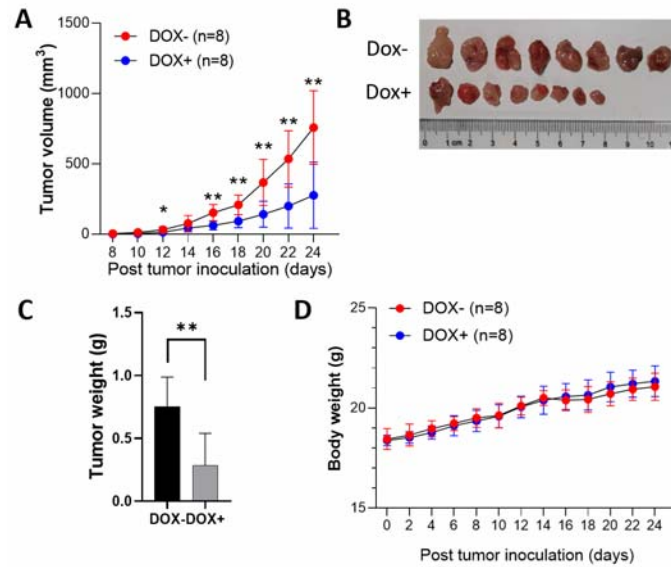 A
DOX- (n=8)
DOX+ (n=8)
Tumor volume (mm³)
1500
1000
500
0
* ** ** ** ** **
8 10 12 14 16 18 20 22 24
Post tumor inoculation (days)
B
Dox-
Dox+
0 1 cm 2 3 4 5 6 7 8 9 10
C
**
Tumor weight (g)
1.5
1.0
0.5
0.0
DOX-DOX+
D
DOX- (n=8)
DOX+ (n=8)
Body weight (g)
25
20
15
0 2 4 6 8 10 12 14 16 18 20 22 24
Post tumor inoculation (days)